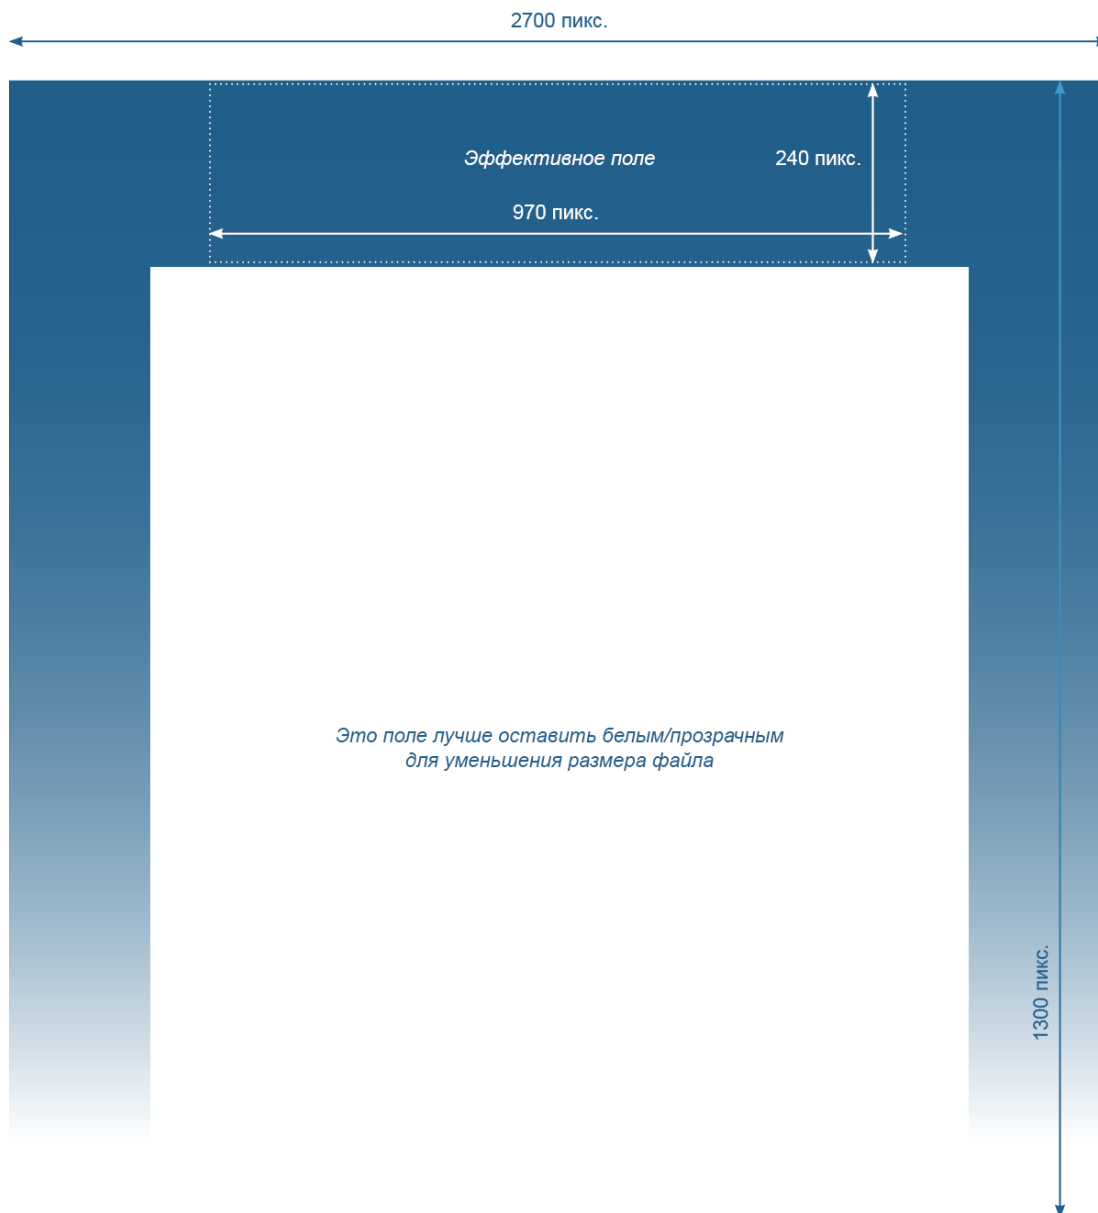 2700 пикс.
Эффективное поле
240 пикс.
970 пикс.
Это поле лучше оставить белым/прозрачным
для уменьшения размера файла
1300 пикс.